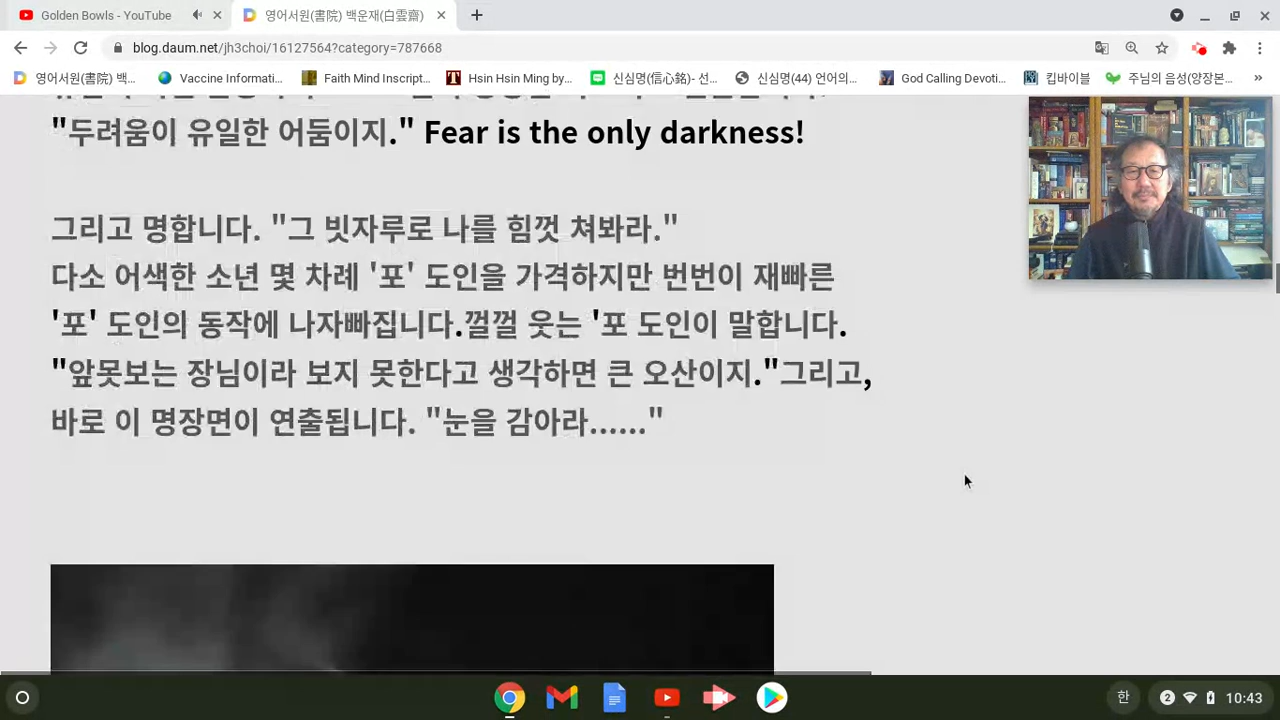 Golden Bowls - YouTube
영어서원(書院) 백운재(白雲齋)
blog.daum.net/jh3choi/16127564?category=787668
영어서원(書院) 백...
Vaccine Informati...
Faith Mind Inscript...
Hsin Hsin Ming by...
신심명(信心銘)- 선...
신심명(44) 언어의...
God Calling Devoti...
킵바이블
주님의 음성(양장본...
"두려움이 유일한 어둠이지." Fear is the only darkness!
그리고 명합니다. "그 빗자루로 나를 힘껏 쳐봐라."
다소 어색한 소년 몇 차례 '포' 도인을 가격하지만 번번이 재빠른
'포' 도인의 동작에 나자빠집니다.껄껄 웃는 '포 도인이 말합니다.
"앞못보는 장님이라 보지 못한다고 생각하면 큰 오산이지."그리고,
바로 이 명장면이 연출됩니다. "눈을 감아라......"
한
2
10:43